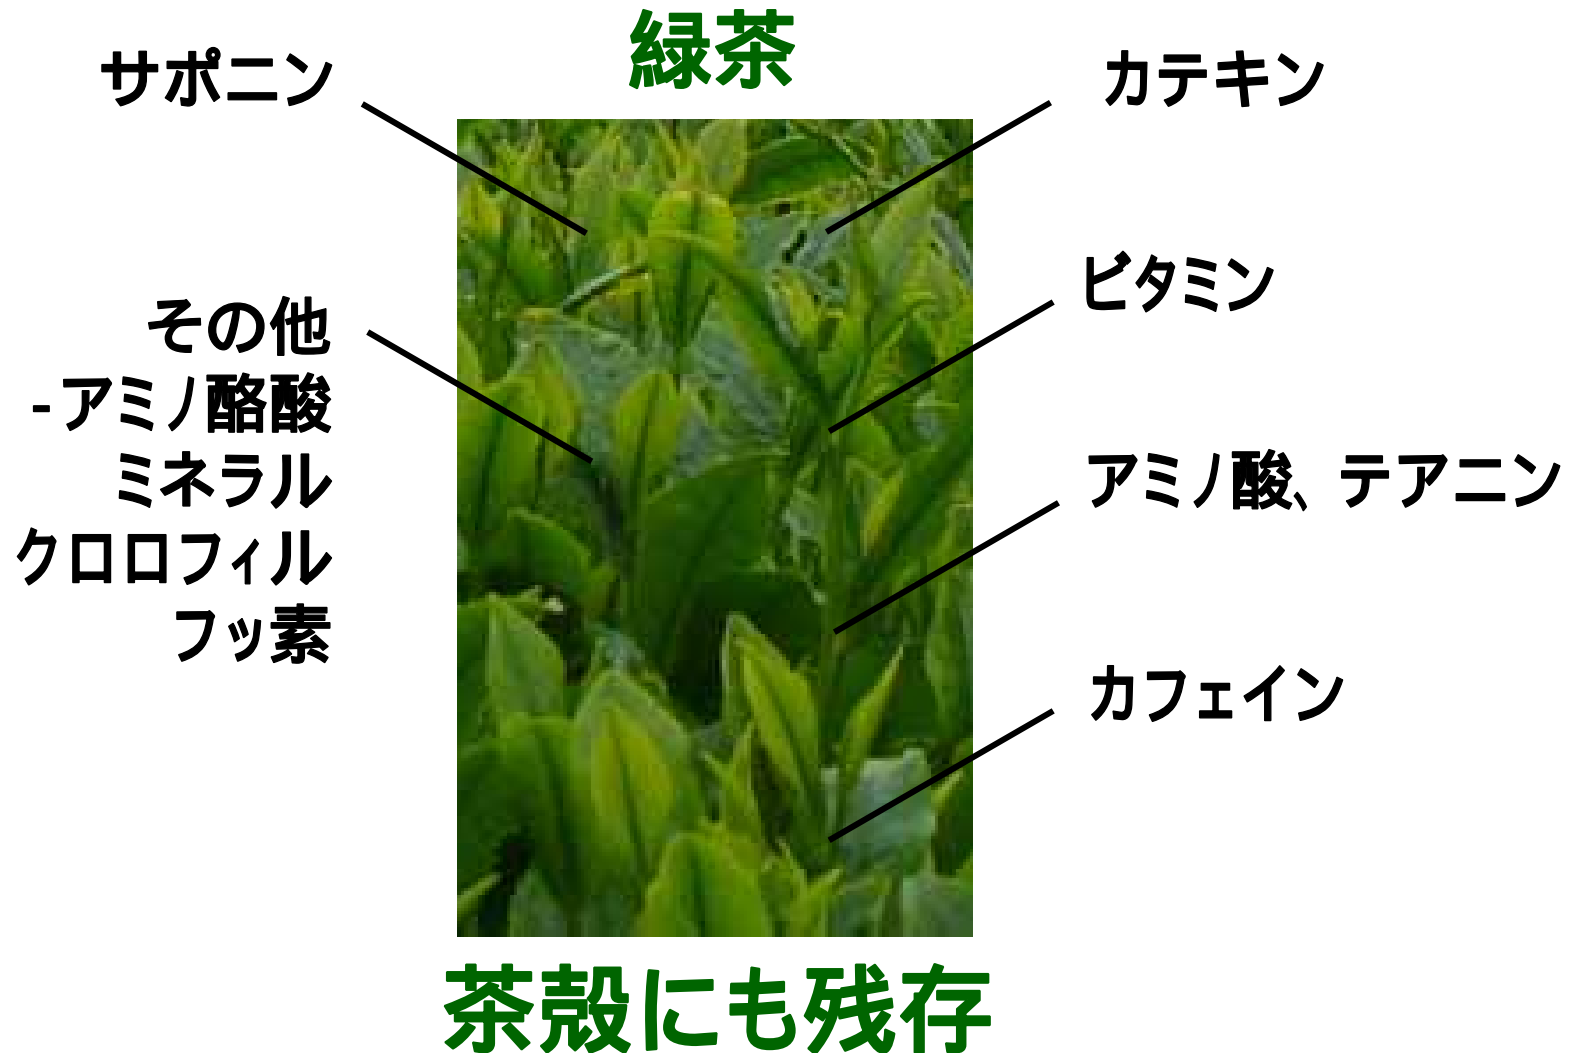 緑茶
サポニン
カテキン
ビタミン
その他
-アミノ酪酸
ミネラル
クロロフィル
フッ素
アミノ酸、テアニン
カフェイン
茶殻にも残存